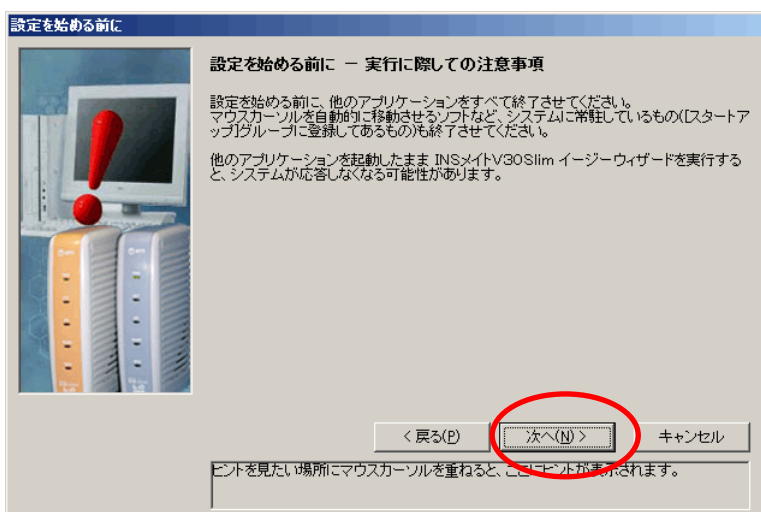 設定を始める前に
設定を始める前に － 実行に際しての注意事項
設定を始める前に、他のアプリケーションをすべて終了させてください。
マウスカーソルを自動的に移動させるソフトなど、システムに常駐しているもの([スタートア
ップ]グループに登録してあるもの)も終了させてください。
他のアプリケーションを起動したまま INSメイトV30Slim イージーウィザードを実行する
と、システムが応答しなくなる可能性があります。
< 戻る(P)
次へ(N) >
キャンセル
ヒントを見たい場所にマウスカーソルを重ねると、ここにヒントが表示されます。